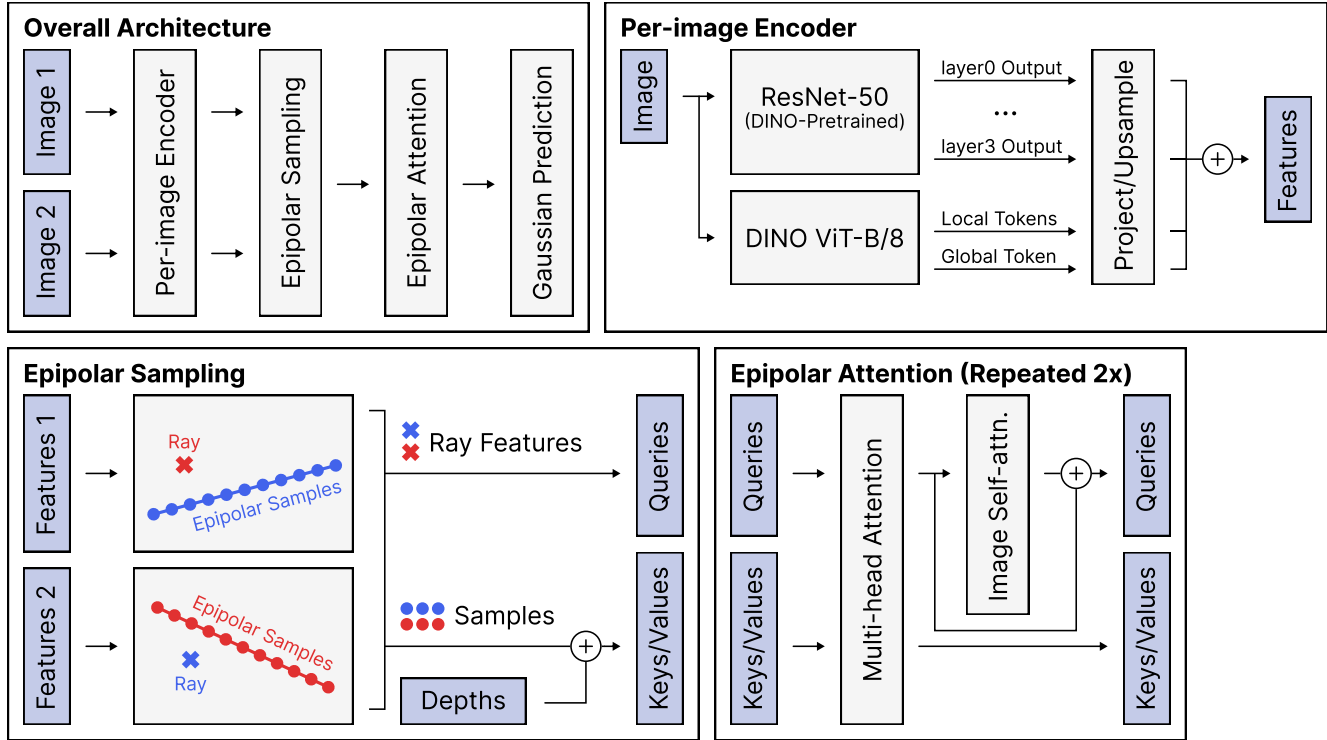 Overall Architecture
Image 1
Image 2
Per-image Encoder
Epipolar Sampling
Epipolar Attention
Gaussian Prediction
Per-image Encoder
Image
ResNet-50
(DINO-Pretrained)
DINO ViT-B/8
layer0 Output
...
layer3 Output
Local Tokens
Global Token
Project/Upsample
+
Features
Epipolar Sampling
Features 1
Features 2
Ray
Epipolar Samples
Epipolar Samples
Ray
Ray Features
Samples
+
Depths
Queries
Keys/Values
Epipolar Attention (Repeated 2x)
Queries
Keys/Values
Multi-head Attention
Image Self-attn.
+
Queries
Keys/Values